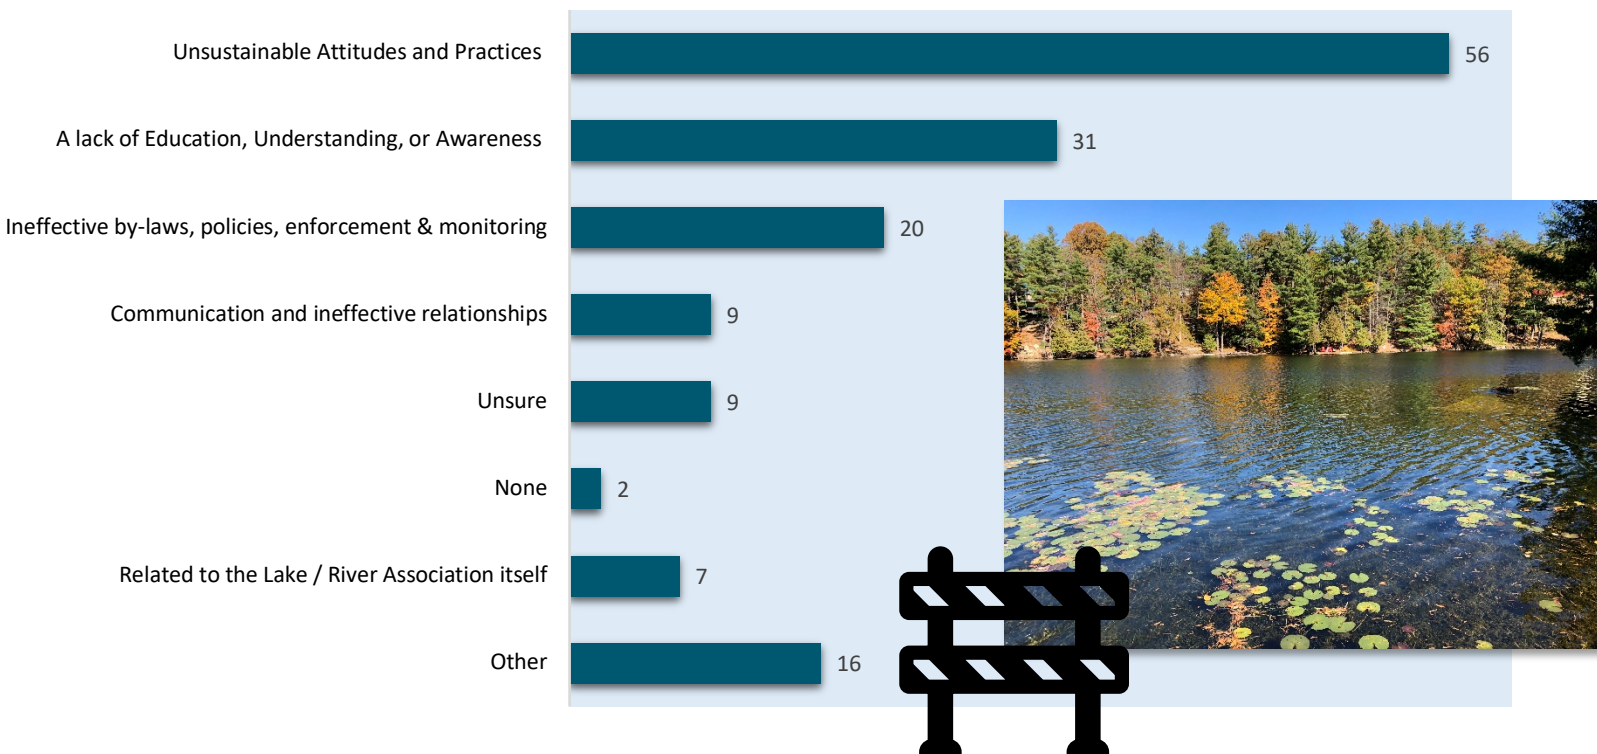 Unsustainable Attitudes and Practices 56
A lack of Education, Understanding, or Awareness 31
Ineffective by-laws, policies, enforcement & monitoring 20
Communication and ineffective relationships 9
Unsure 9
None 2
Related to the Lake / River Association itself 7
Other 16